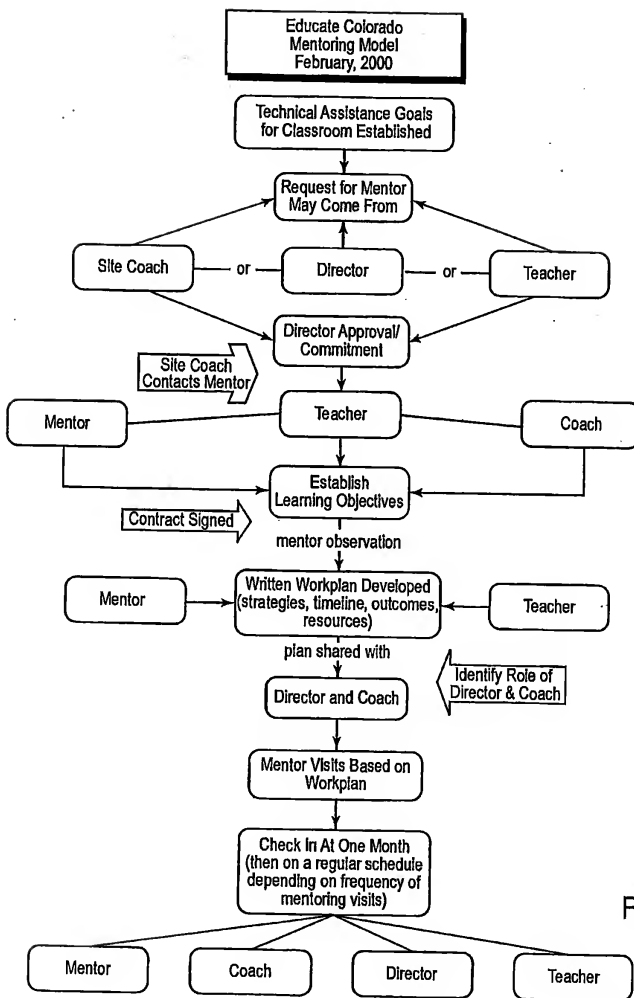 Educate Colorado
Mentoring Model
February, 2000
Technical Assistance Goals
for Classroom Established
Request for Mentor
May Come From
Site Coach
or
Director
or
Teacher
Director Approval/
Commitment
Site Coach
Contacts Mentor
Mentor
Teacher
Coach
Establish
Learning Objectives
Contract Signed
mentor observation
Mentor
Written Workplan Developed
(strategies, timeline, outcomes,
resources)
Teacher
plan shared with
Identify Role of
Director & Coach
Director and Coach
Mentor Visits Based on
Workplan
Check In At One Month
(then on a regular schedule
depending on frequency of
mentoring visits)
Mentor
Coach
Director
Teacher